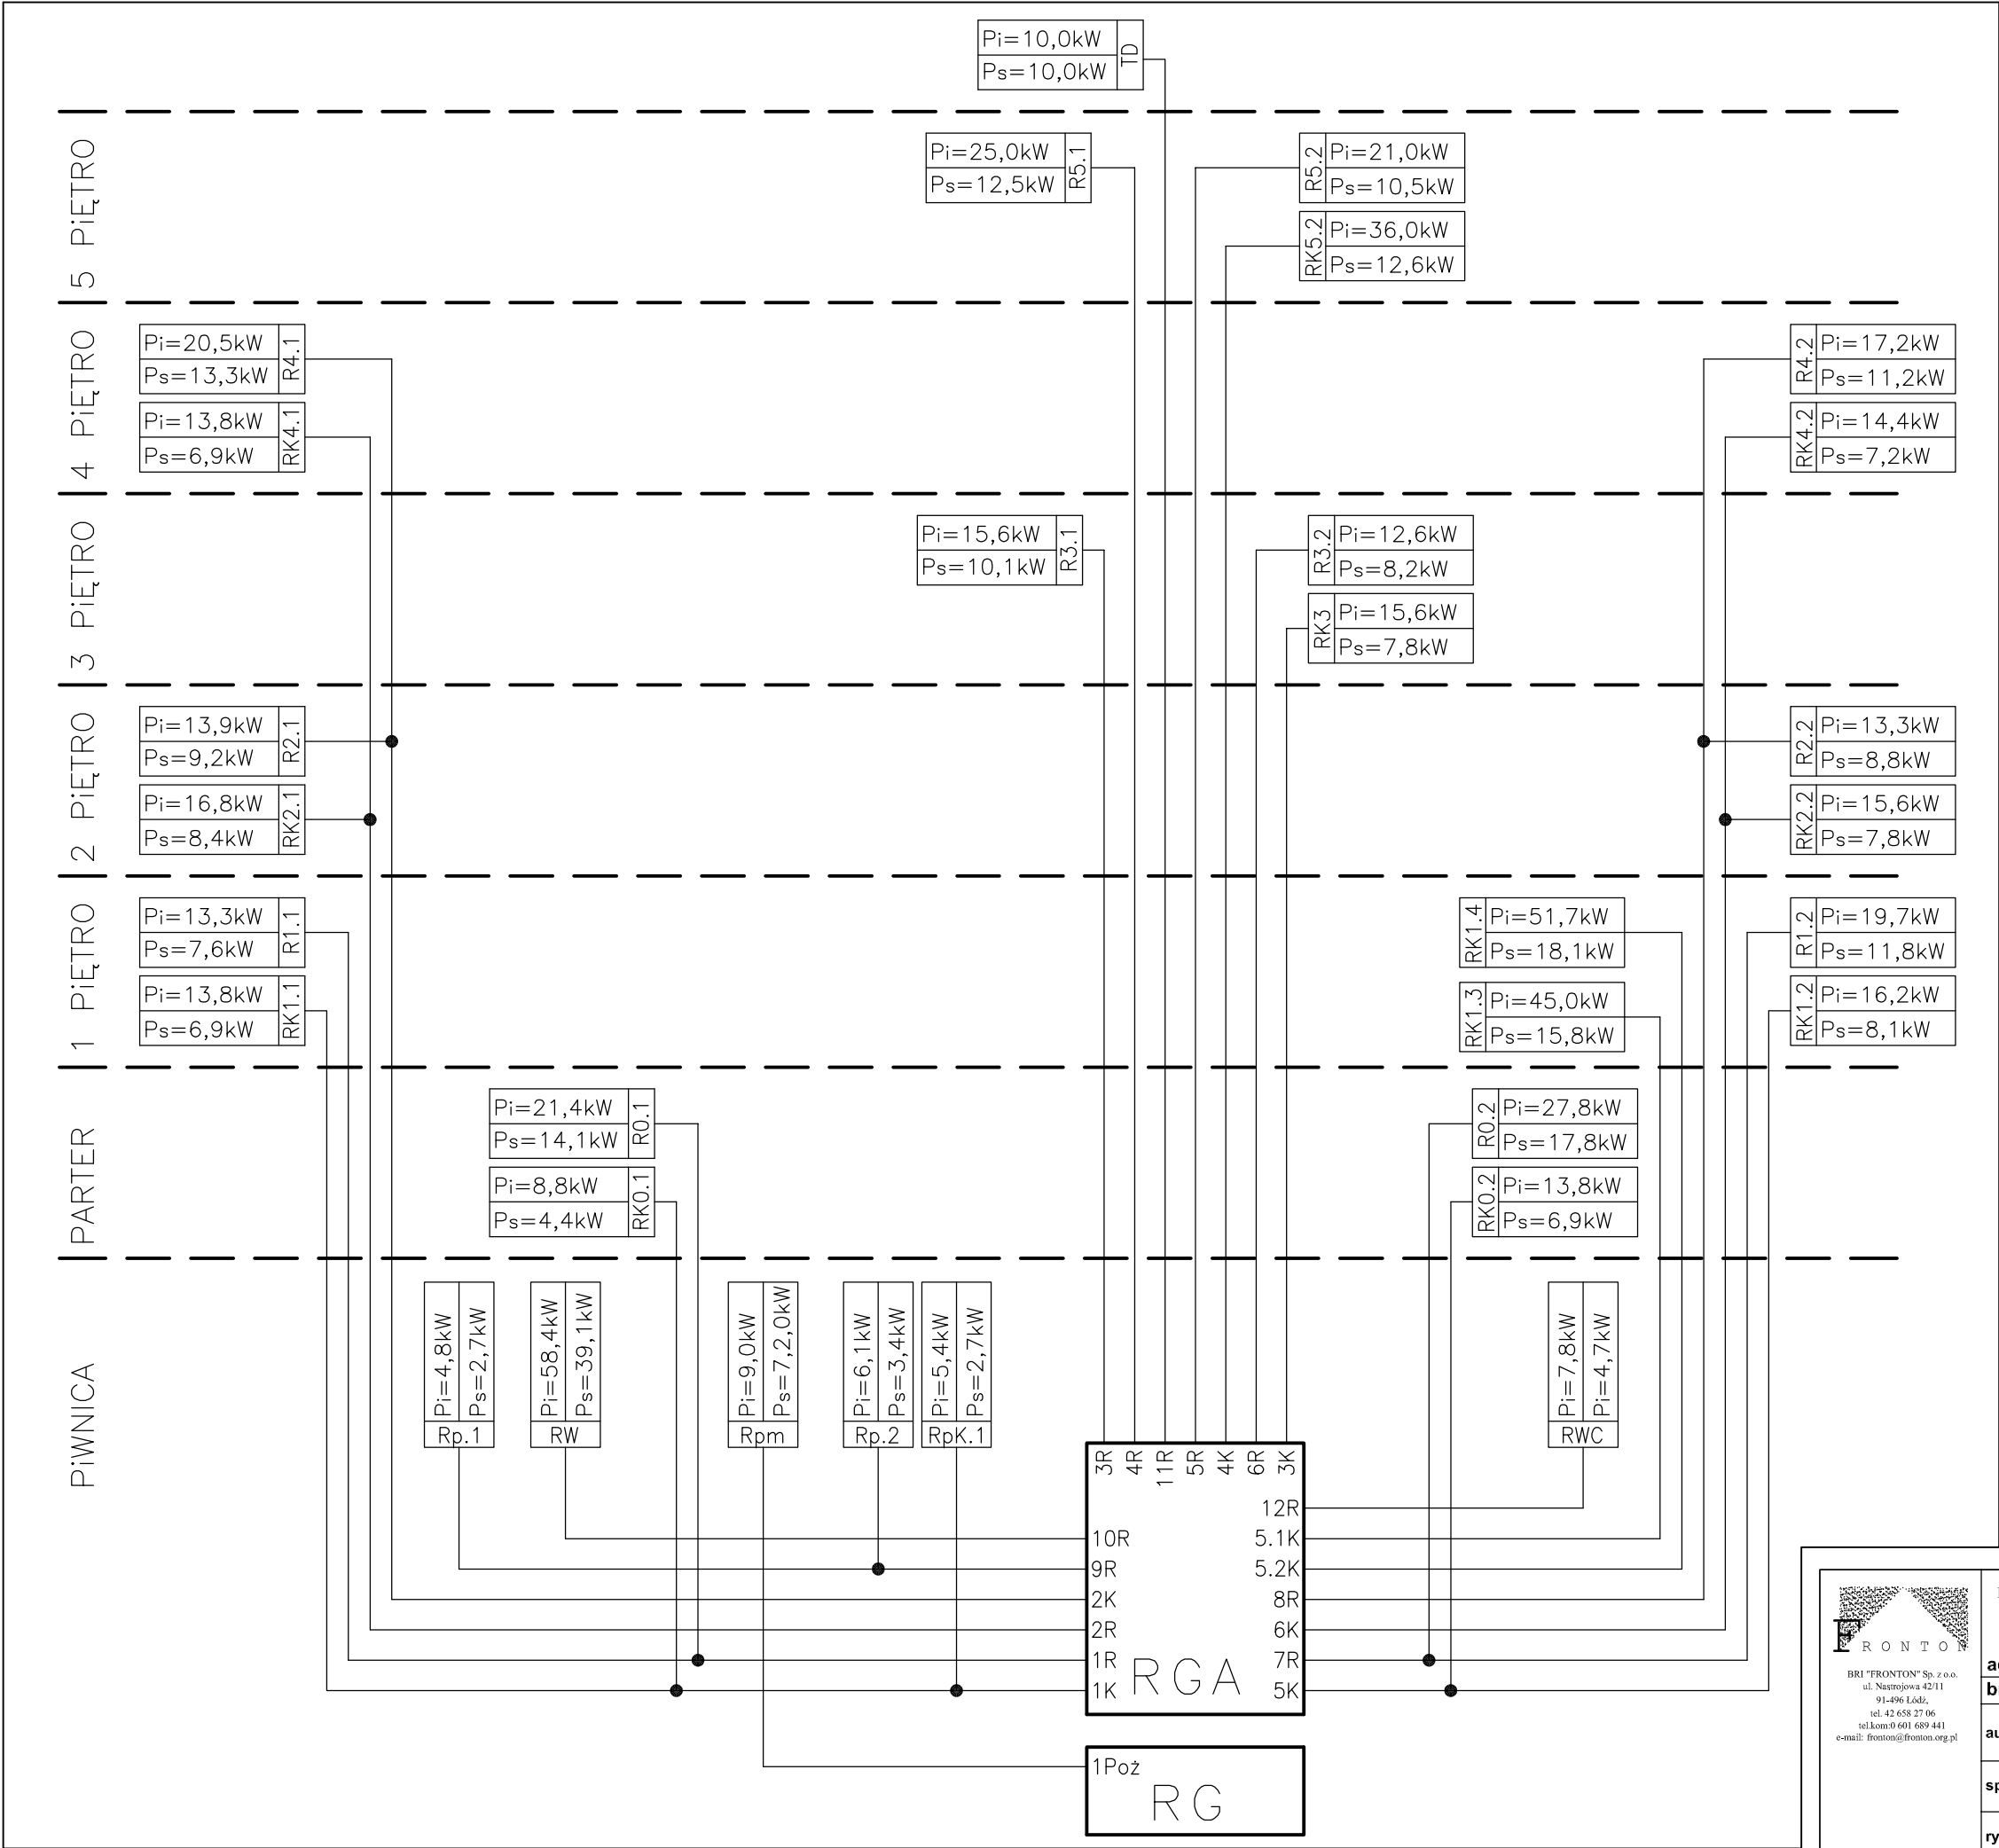 Pi=10,0kW
Ps=10,0kW
TD
5 PiĘTRO
Pi=25,0kW
Ps=12,5kW
R5.1
R5.2
Pi=21,0kW
Ps=10,5kW
RK5.2
Pi=36,0kW
Ps=12,6kW
4 PiĘTRO
Pi=20,5kW
Ps=13,3kW
R4.1
Pi=13,8kW
Ps=6,9kW
RK4.1
R4.2
Pi=17,2kW
Ps=11,2kW
RK4.2
Pi=14,4kW
Ps=7,2kW
3 PiĘTRO
Pi=15,6kW
Ps=10,1kW
R3.1
R3.2
Pi=12,6kW
Ps=8,2kW
RK3
Pi=15,6kW
Ps=7,8kW
2 PiĘTRO
Pi=13,9kW
Ps=9,2kW
R2.1
Pi=16,8kW
Ps=8,4kW
RK2.1
R2.2
Pi=13,3kW
Ps=8,8kW
RK2.2
Pi=15,6kW
Ps=7,8kW
1 PiĘTRO
Pi=13,3kW
Ps=7,6kW
R1.1
Pi=13,8kW
Ps=6,9kW
RK1.1
RK1.4
Pi=51,7kW
Ps=18,1kW
RK1.3
Pi=45,0kW
Ps=15,8kW
R1.2
Pi=19,7kW
Ps=11,8kW
RK1.2
Pi=16,2kW
Ps=8,1kW
PARTER
Pi=21,4kW
Ps=14,1kW
R0.1
Pi=8,8kW
Ps=4,4kW
RK0.1
R0.2
Pi=27,8kW
Ps=17,8kW
RK0.2
Pi=13,8kW
Ps=6,9kW
PiWNICA
Pi=4,8kW
Ps=2,7kW
Rp.1
Pi=58,4kW
Ps=39,1kW
RW
Pi=9,0kW
Ps=7,2,0kW
Rpm
Pi=6,1kW
Ps=3,4kW
Rp.2
Pi=5,4kW
Ps=2,7kW
RpK.1
Pi=7,8kW
Pi=4,7kW
RWC
3R
4R
11R
5R
4K
6R
3K
12R
10R
5.1K
9R
5.2K
2K
8R
2R
6K
1R
7R
1K
5K
RGA
1Poż
RG
FRONTON
BRI "FRONTON" Sp. z o.o.
ul. Nastrojowa 42/11
91-496 Łódź,
tel. 42 658 27 06
tel.kom:0 601 689 441
e-mail: fronton@fronton.org.pl